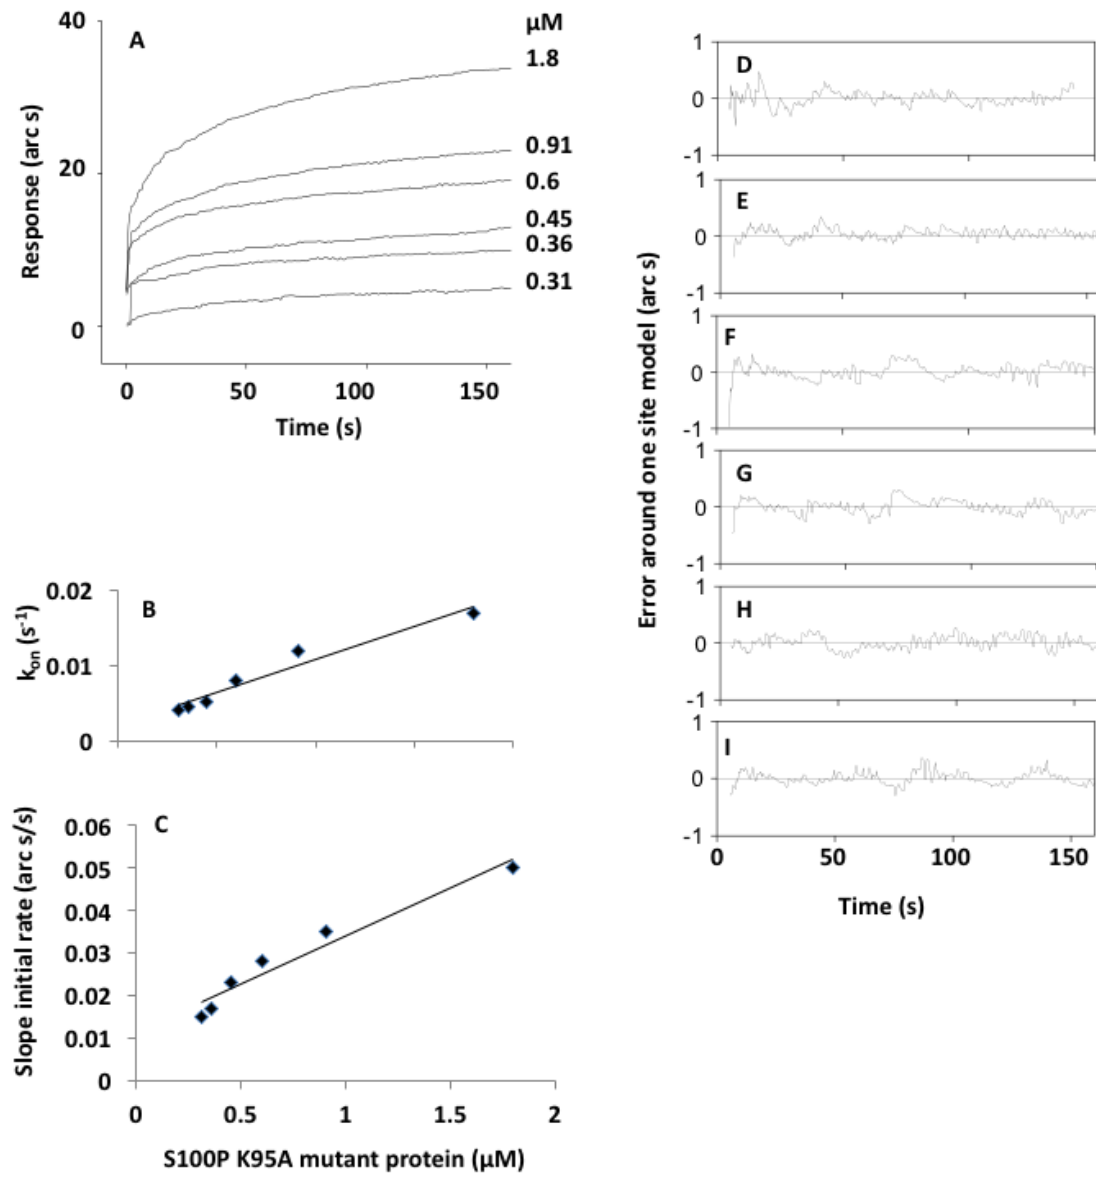 A
µM
40
20
0
Response (arc s)
1.8
0.91
0.6
0.45
0.36
0.31
0 50 100 150
Time (s)
B
kon (s-1)
0.02
0.01
0
C
Slope initial rate (arc s/s)
0.06
0.05
0.04
0.03
0.02
0.01
0
0 0.5 1 1.5 2
S100P K95A mutant protein (µM)
Error around one site model (arc s)
D
1
0
-1
E
1
0
-1
F
1
0
-1
G
1
0
-1
H
1
0
-1
I
1
0
-1
0 50 100 150
Time (s)